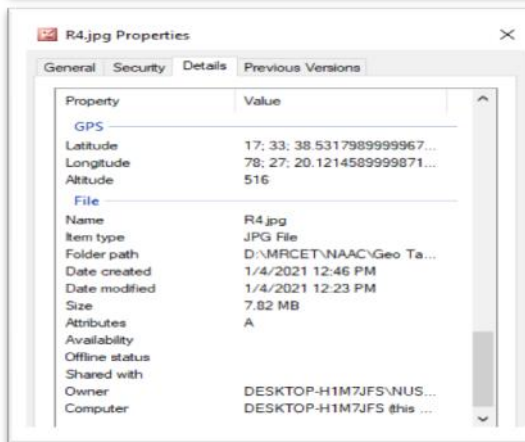 R4.jpg Properties
General Security Details Previous Versions
Property Value
GPS
Latitude 17; 33; 38.5317989999967...
Longitude 78; 27; 20.1214589999871...
Altitude 516
File
Name R4.jpg
Item type JPG File
Folder path D:\MRCET\NAAC\Geo Ta...
Date created 1/4/2021 12:46 PM
Date modified 1/4/2021 12:23 PM
Size 7.82 MB
Attributes A
Availability
Offline status
Shared with
Owner DESKTOP-H1M7JFS\NUS...
Computer DESKTOP-H1M7JFS (this ...